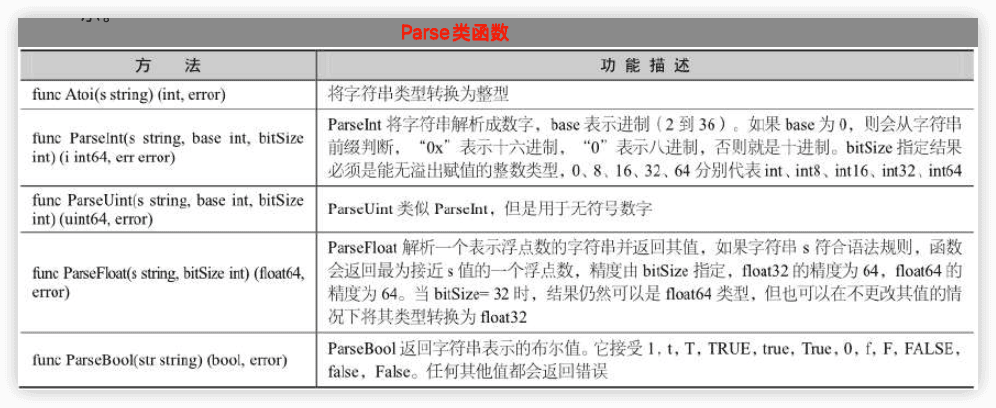 Parse类函数
方 法 功 能 描 述
func Atoi(s string) (int, error) 将字符串类型转换为整型
func ParseInt(s string, base int, bitSize
int) (i int64, err error)
ParseInt 将字符串解析成数字，base 表示进制（2 到 36）。如果 base 为 0，则会从字符串
前缀判断，“0x”表示十六进制，“0”表示八进制，否则就是十进制。bitSize 指定结果
必须是能无溢出赋值的整数类型，0、8、16、32、64 分别代表 int、int8、int16、int32、int64
func ParseUint(s string, base int, bitSize
int) (uint64, error)
ParseUint 类似 ParseInt，但是用于无符号数字
func ParseFloat(s string, bitSize int) (float64,
error)
ParseFloat 解析一个表示浮点数的字符串并返回其值，如果字符串 s 符合语法规则，函数
会返回最为接近 s 值的一个浮点数，精度由 bitSize 指定，float32 的精度为 64，float64 的
精度为 64。当 bitSize= 32 时，结果仍然可以是 float64 类型，但也可以在不更改其值的情
况下将其类型转换为 float32
func ParseBool(str string) (bool, error)
ParseBool 返回字符串表示的布尔值。它接受 1，t，T，TRUE，true，True，0，f，F，FALSE，
false，False。任何其他值都会返回错误